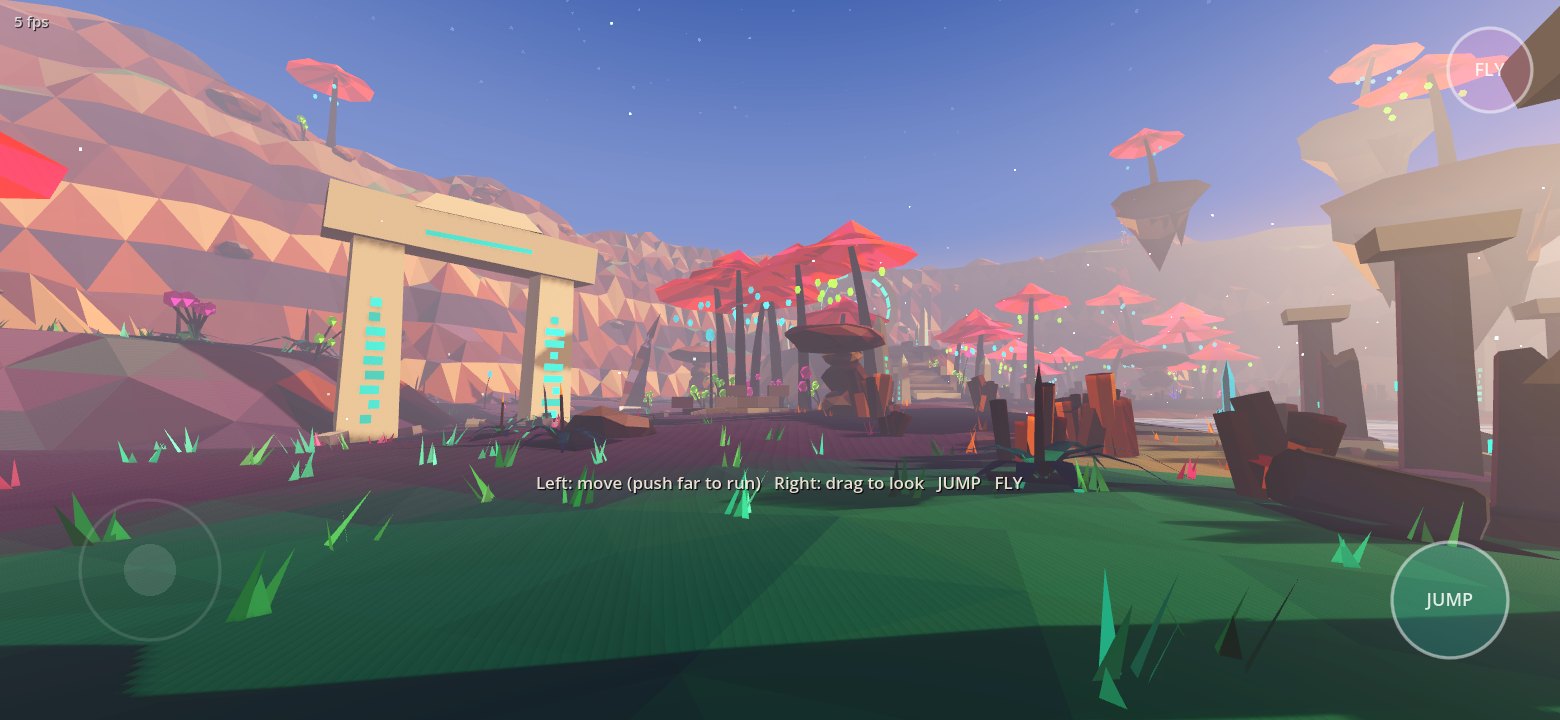 5 fps
FLY
Left: move (push far to run)   Right: drag to look   JUMP   FLY
JUMP